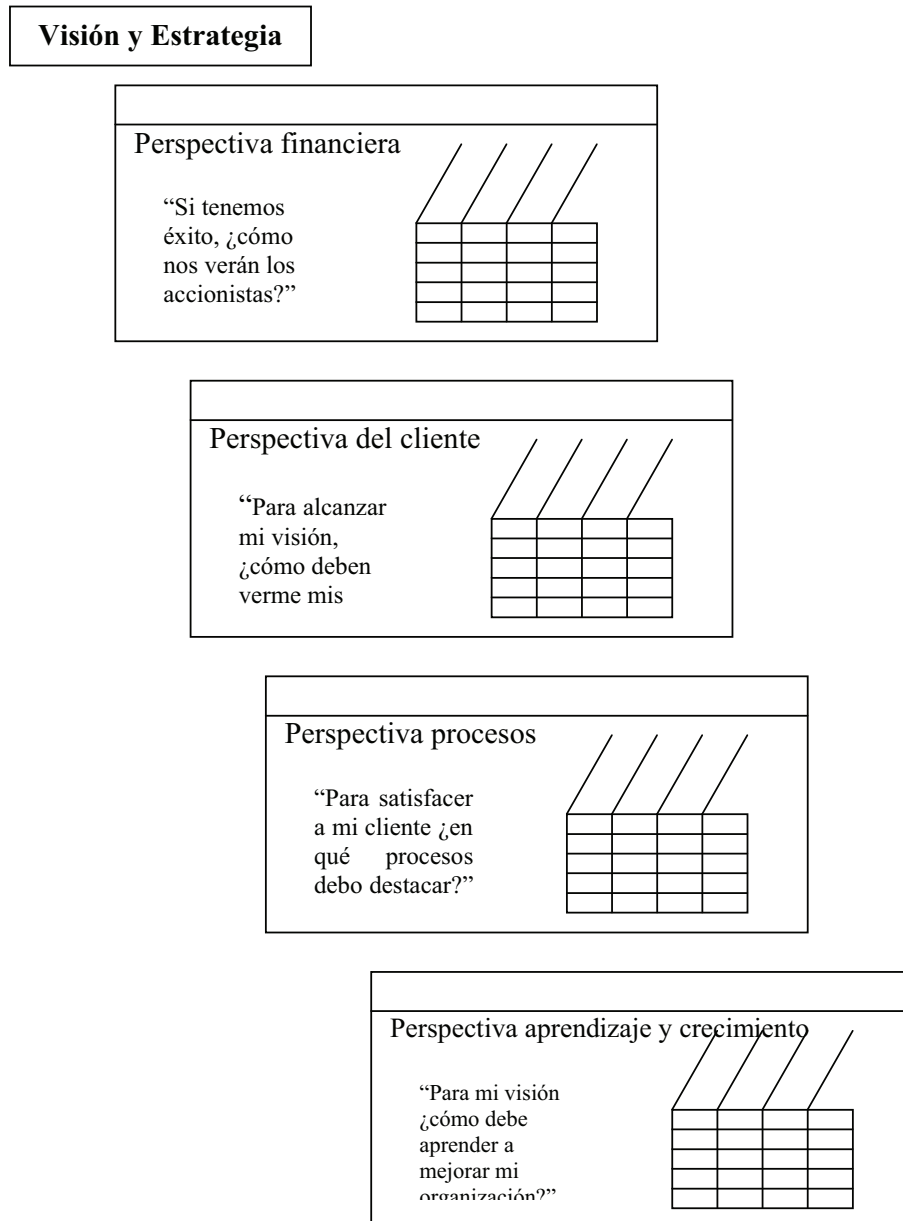 Visión y Estrategia
Perspectiva financiera
“Si tenemos
éxito, ¿cómo
nos verán los
accionistas?”
Perspectiva del cliente
“Para alcanzar
mi visión,
¿cómo deben
verme mis
Perspectiva procesos
“Para satisfacer
a mi cliente ¿en
qué procesos
debo destacar?”
Perspectiva aprendizaje y crecimiento
“Para mi visión
¿cómo debe
aprender a
mejorar mi
organización?”